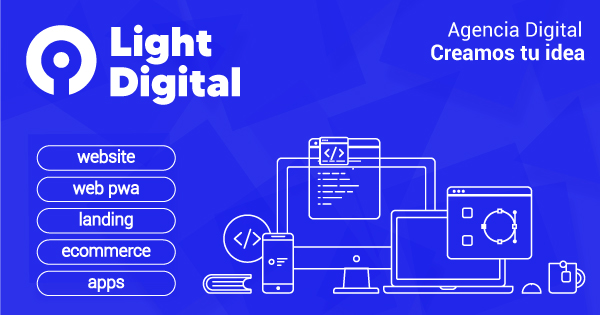 Light
Digital
Agencia Digital
Creamos tu idea
website
web pwa
landing
ecommerce
apps
</>
</>